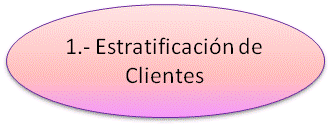 1.- Estratificación de
Clientes